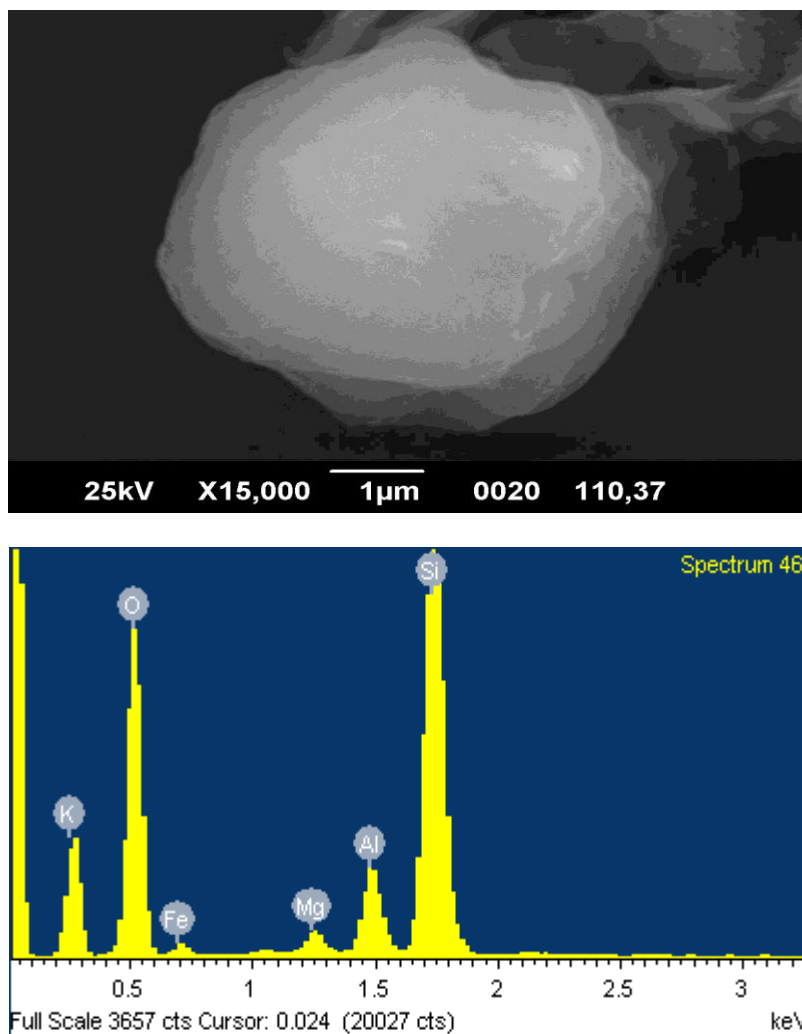 25kV X15,000 1µm 0020 110,37
Spectrum 46
Si
O
K
Al
Fe
Mg
0.5 1 1.5 2 2.5 3
Full Scale 3657 cts Cursor: 0.024 (20027 cts) keV